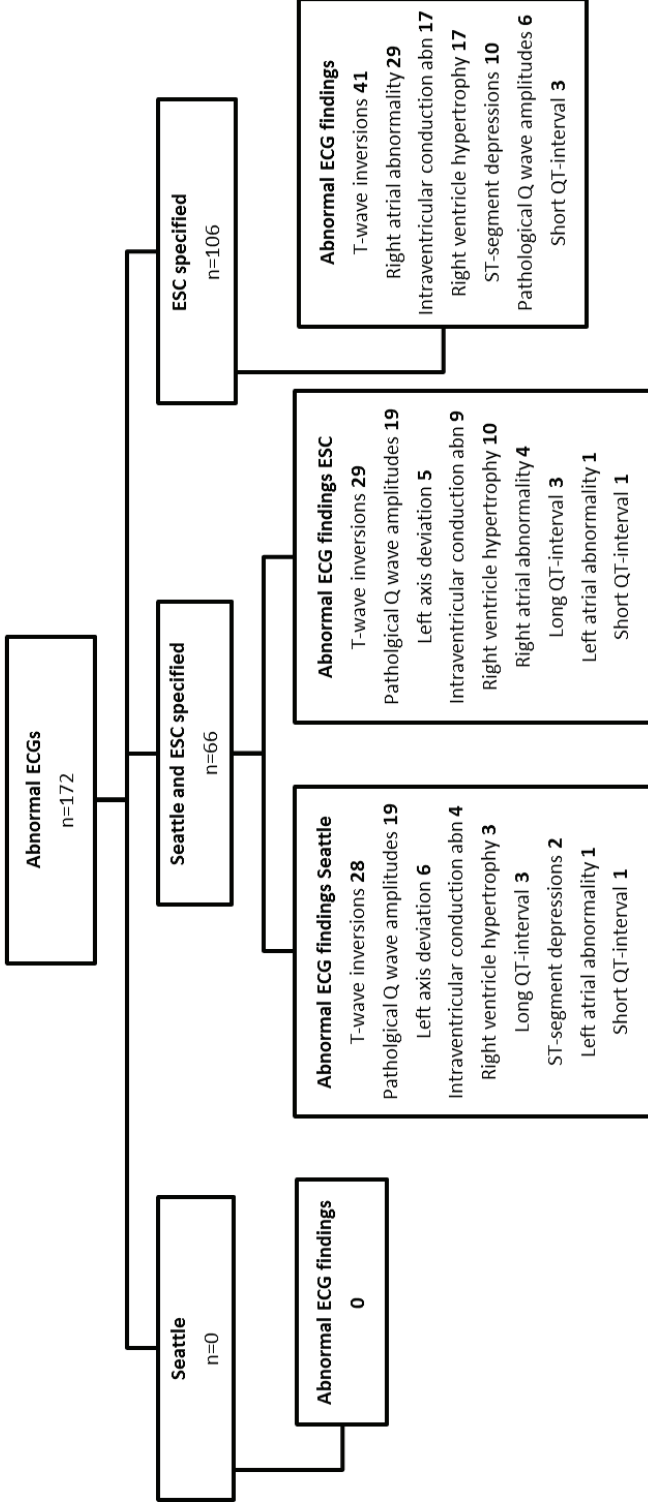 Abnormal ECGs
n=172
Seattle
n=0
Seattle and ESC specified
n=66
ESC specified
n=106
Abnormal ECG findings
0
Abnormal ECG findings Seattle
T-wave inversions 28
Patholgical Q wave amplitudes 19
Left axis deviation 6
Intraventricular conduction abn 4
Right ventricle hypertrophy 3
Long QT-interval 3
ST-segment depressions 2
Left atrial abnormality 1
Short QT-interval 1
Abnormal ECG findings ESC
T-wave inversions 29
Patholgical Q wave amplitudes 19
Left axis deviation 5
Intraventricular conduction abn 9
Right ventricle hypertrophy 10
Right atrial abnormality 4
Long QT-interval 3
Left atrial abnormality 1
Short QT-interval 1
Abnormal ECG findings
T-wave inversions 41
Right atrial abnormality 29
Intraventricular conduction abn 17
Right ventricle hypertrophy 17
ST-segment depressions 10
Pathological Q wave amplitudes 6
Short QT-interval 3